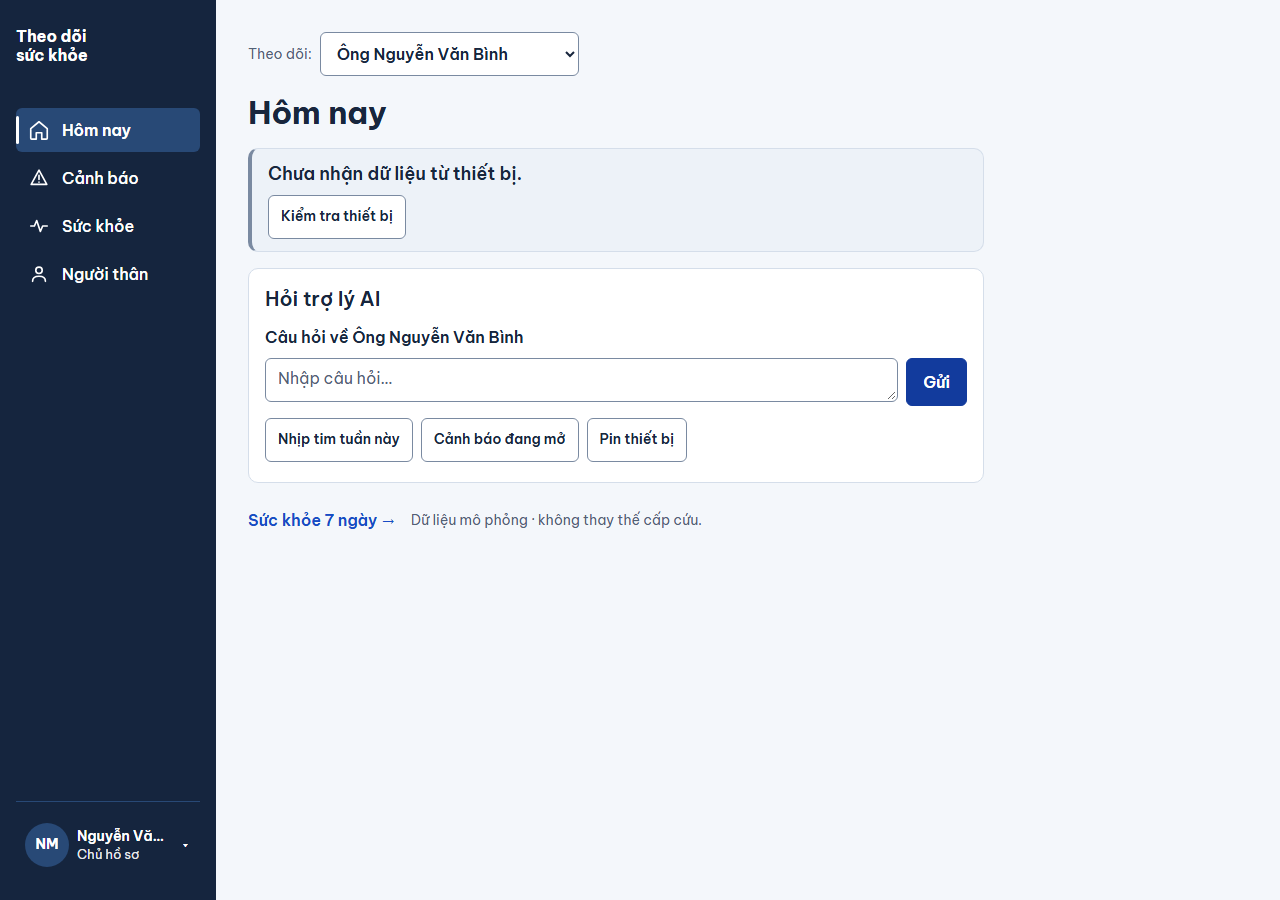 Theo dõi
sức khỏe
Hôm nay
Cảnh báo
Sức khỏe
Người thân
NM
Nguyễn Vă...
Chủ hồ sơ
Theo dõi:
Ông Nguyễn Văn Bình
Hôm nay
Chưa nhận dữ liệu từ thiết bị.
Kiểm tra thiết bị
Hỏi trợ lý AI
Câu hỏi về Ông Nguyễn Văn Bình
Nhập câu hỏi...
Gửi
Nhịp tim tuần này
Cảnh báo đang mở
Pin thiết bị
Sức khỏe 7 ngày →
Dữ liệu mô phỏng · không thay thế cấp cứu.